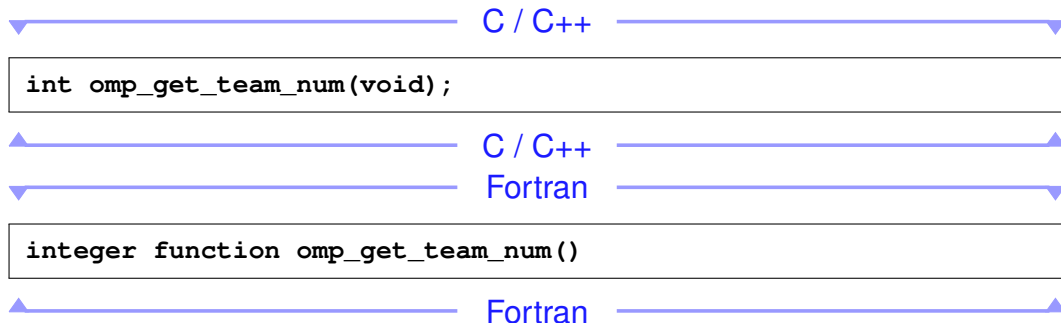 C / C++
int omp_get_team_num(void);
C / C++
Fortran
integer function omp_get_team_num()
Fortran